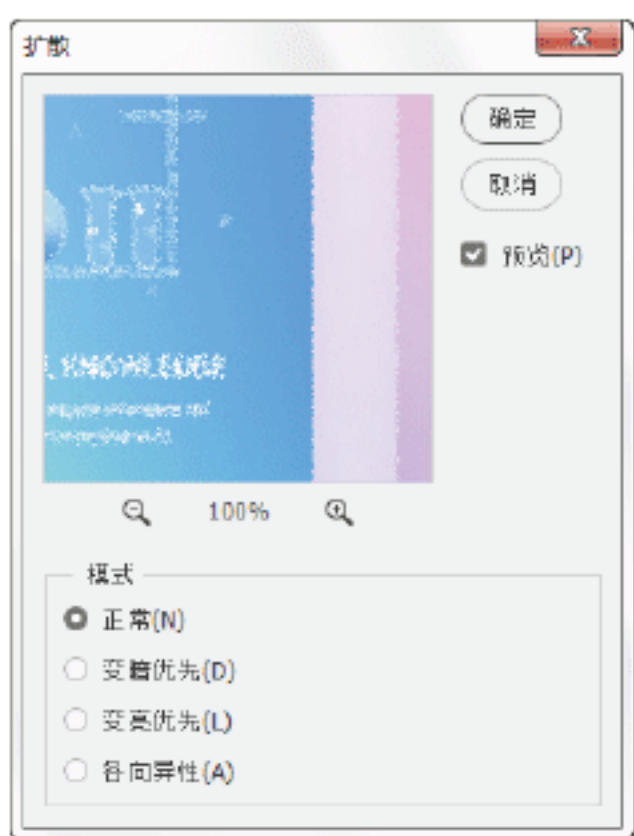 扩散
确定
取消
预览(P)
100%
模式
正常(N)
变暗优先(D)
变亮优先(L)
各向异性(A)